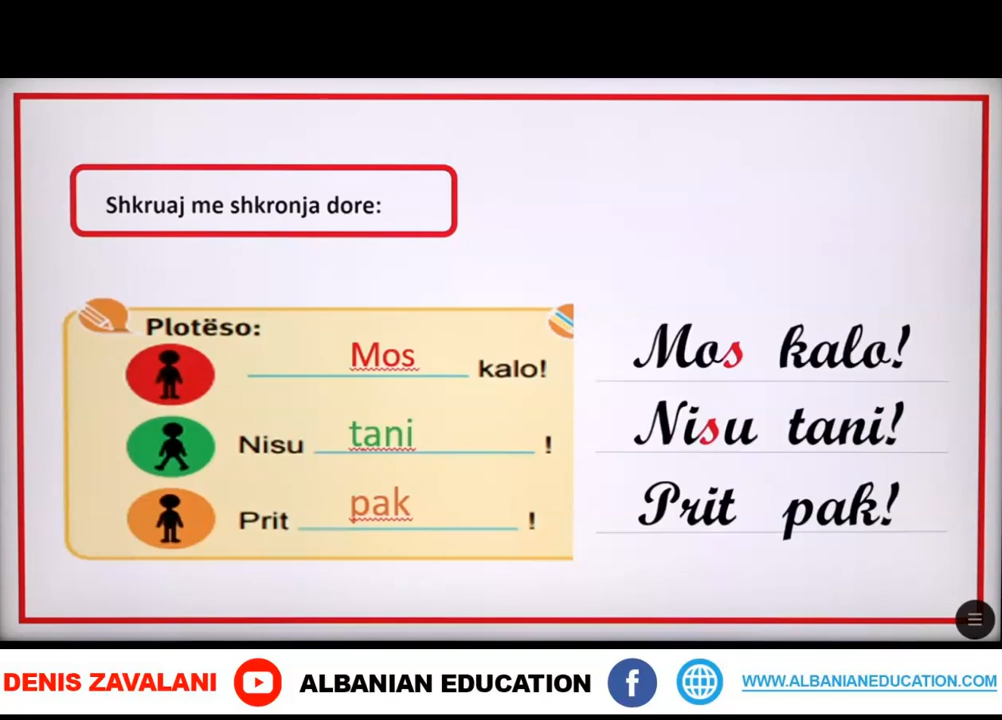 Shkruaj me shkronja dore:
Plotëso:
Mos kalo!
Nisu tani !
Prit pak !
Mos kalo!
Nisu tani!
Prit pak!
DENIS ZAVALANI ALBANIAN EDUCATION f WWW.ALBANIANEDUCATION.COM